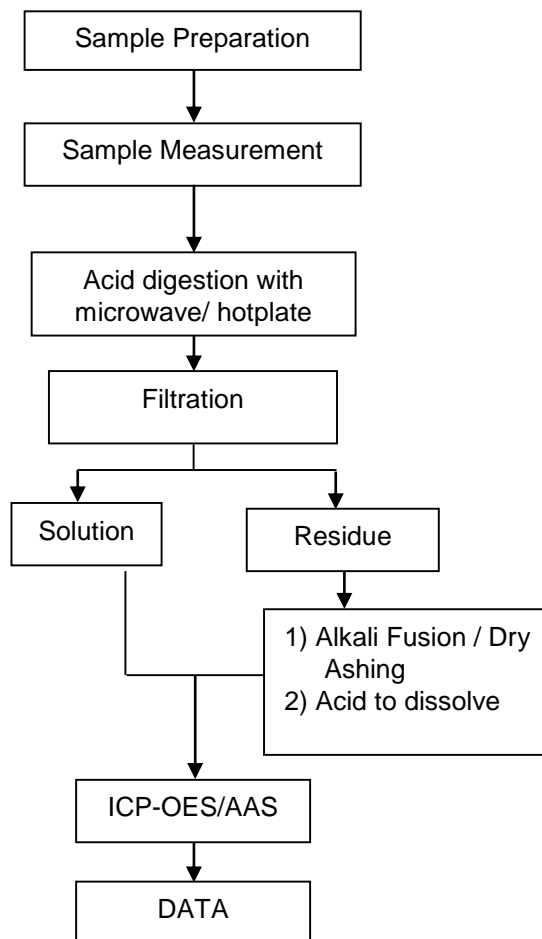 Sample Preparation
Sample Measurement
Acid digestion with
microwave/ hotplate
Filtration
Solution
Residue
1) Alkali Fusion / Dry
Ashing
2) Acid to dissolve
ICP-OES/AAS
DATA